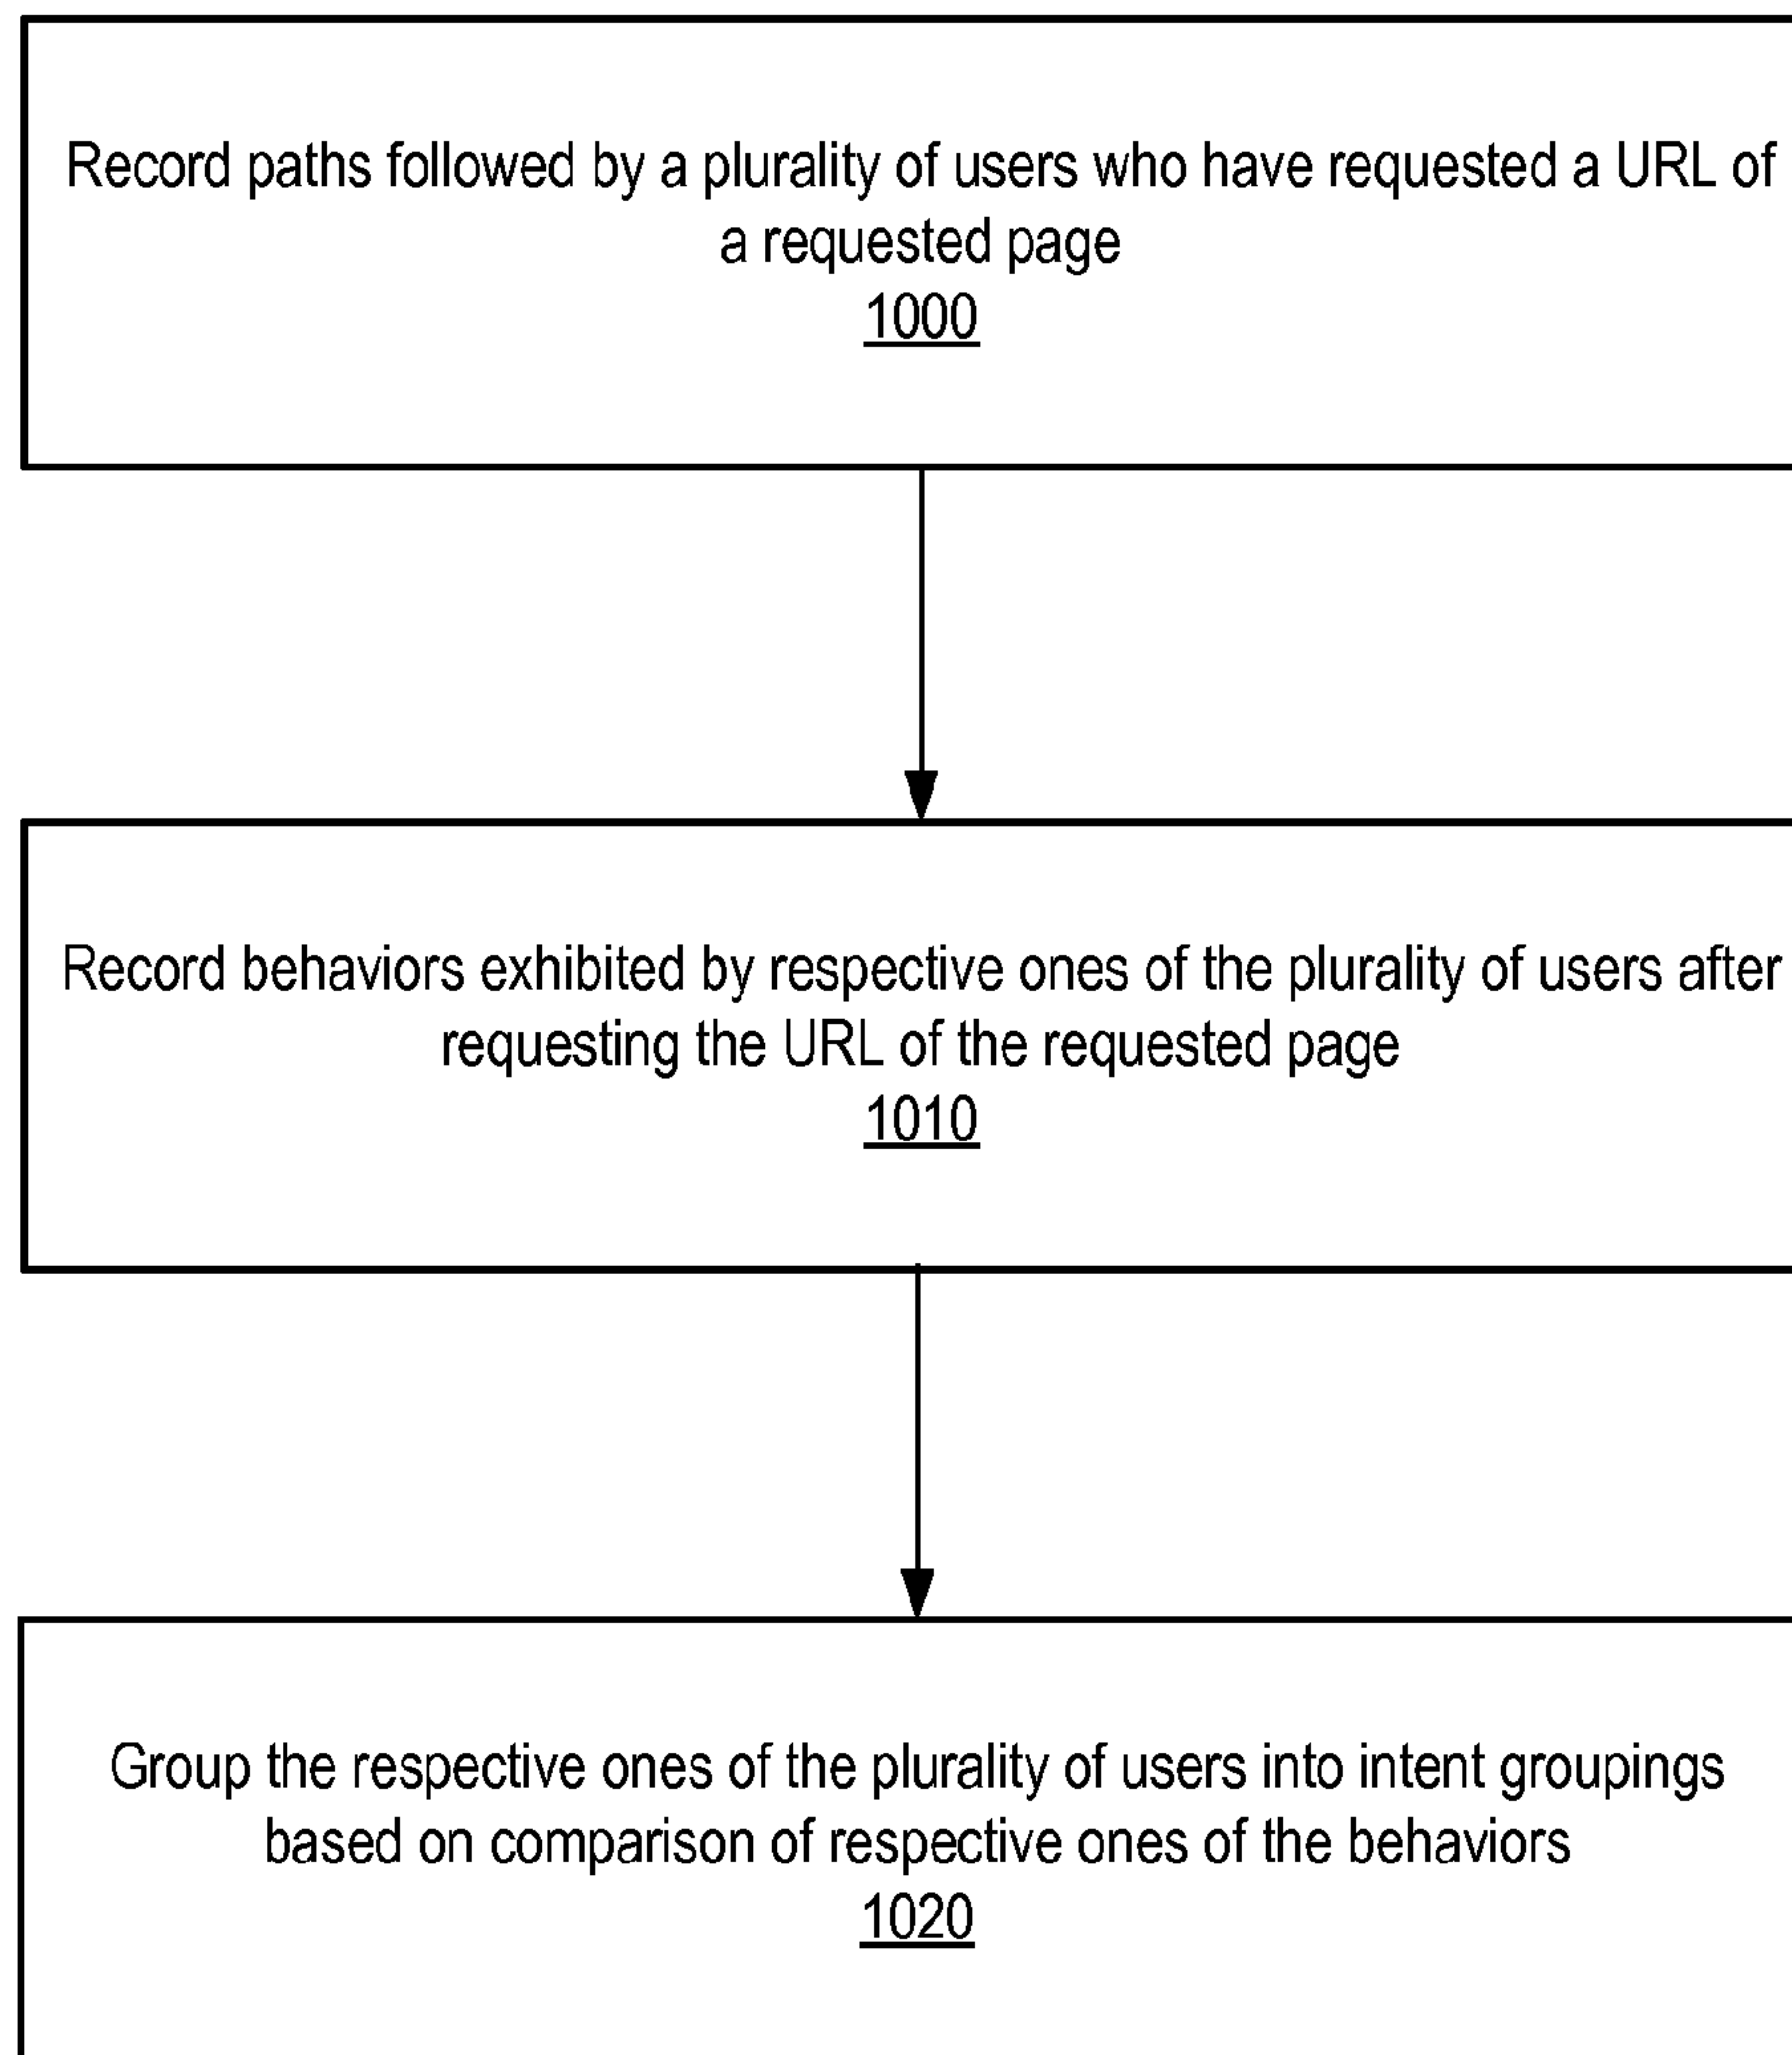 Record paths followed by a plurality of users who have requested a URL of
a requested page
1000
Record behaviors exhibited by respective ones of the plurality of users after
requesting the URL of the requested page
1010
Group the respective ones of the plurality of users into intent groupings
based on comparison of respective ones of the behaviors
1020